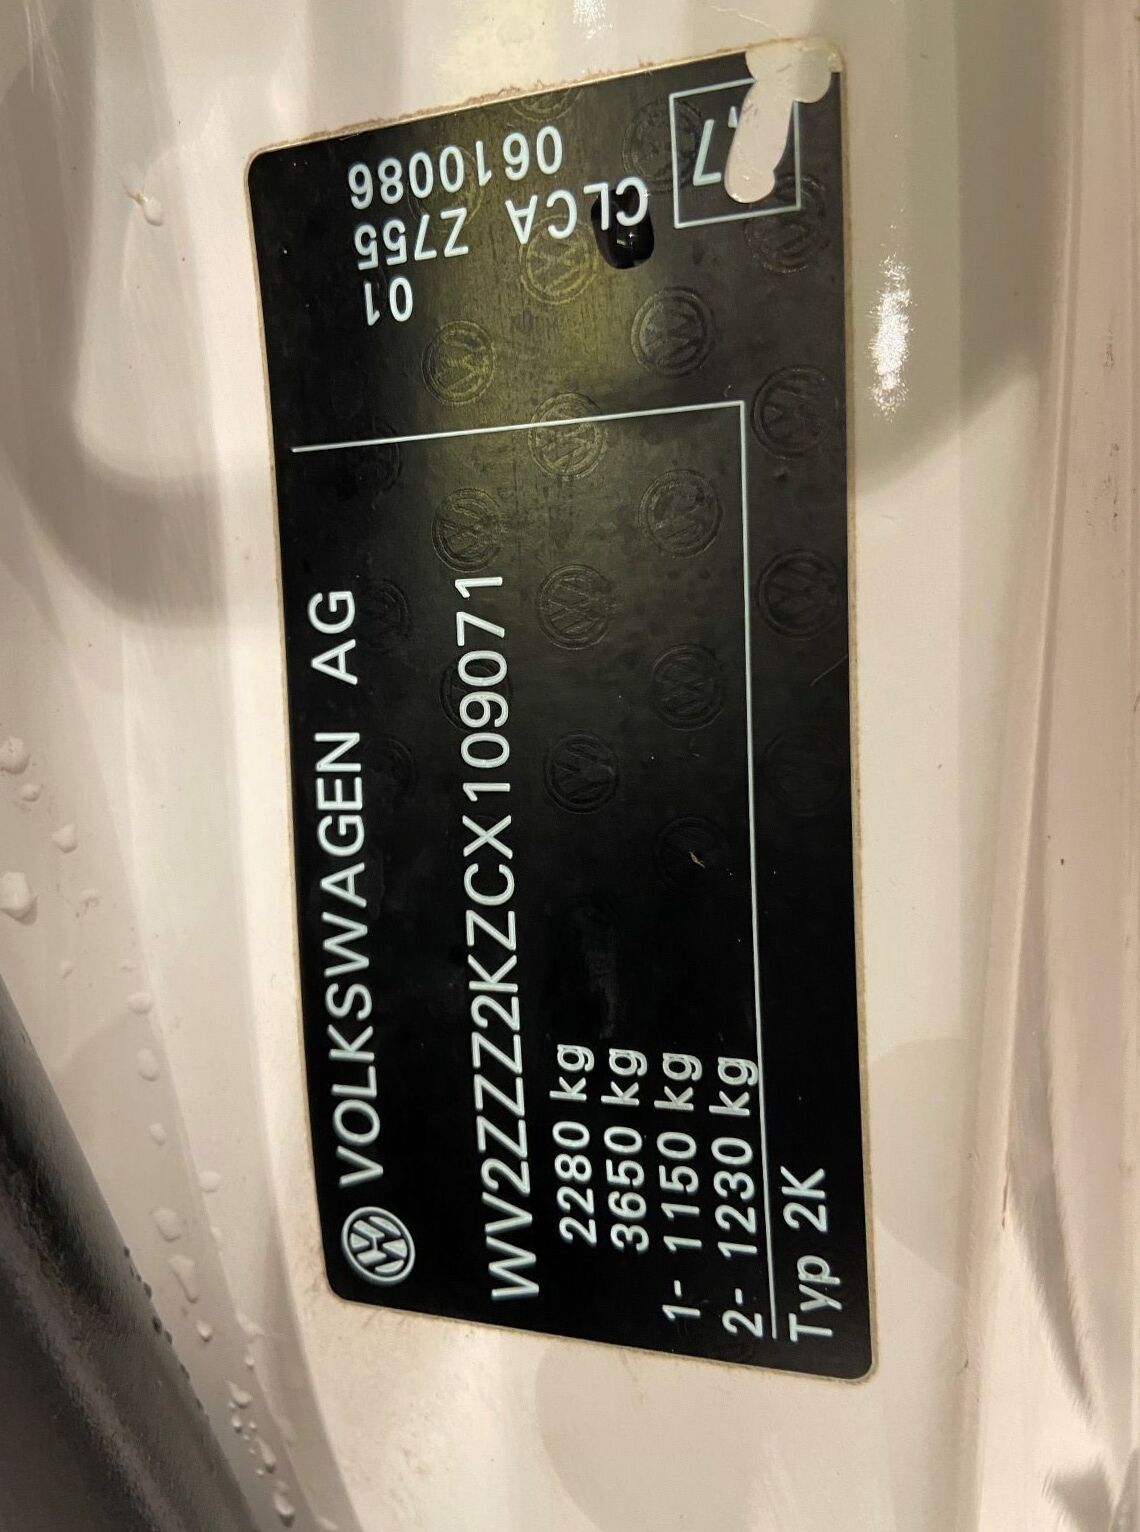 VOLKSWAGEN AG
WV2ZZZ2KZCX109071
2280 kg
3650 kg
1- 1150 kg
2- 1230 kg
Typ 2K
01
CLCA Z755
0610086